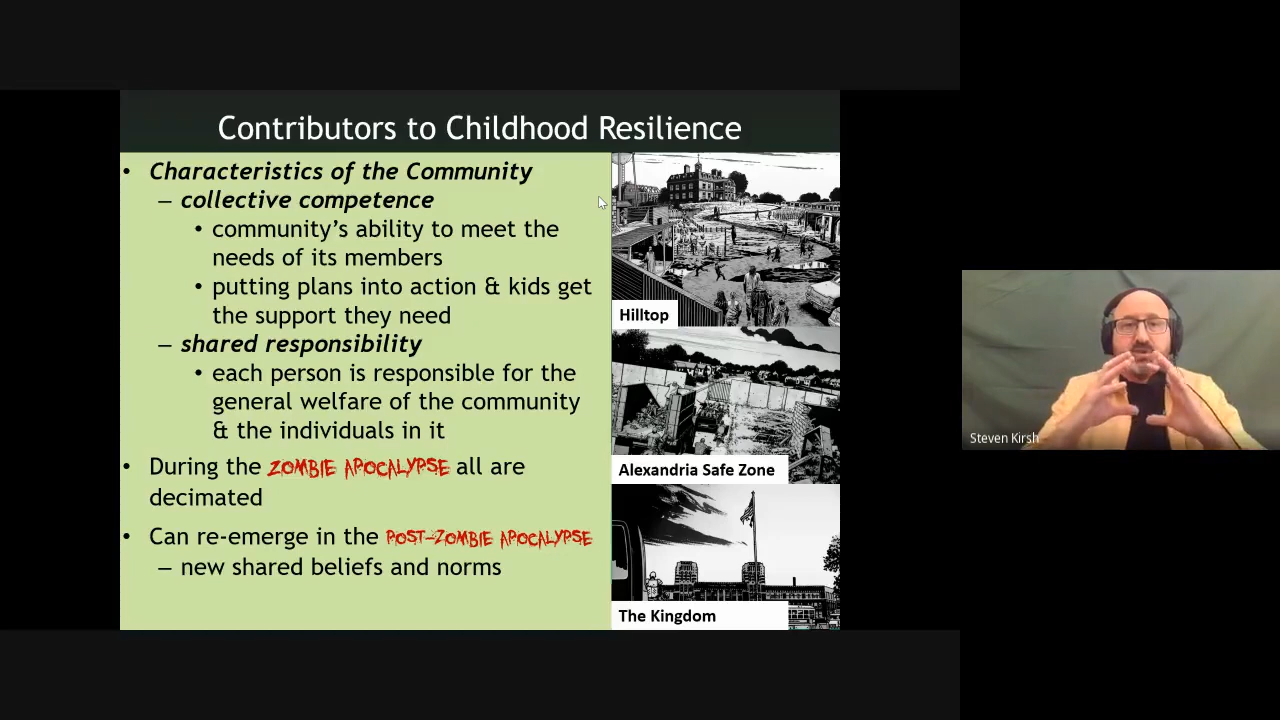 Contributors to Childhood Resilience
• Characteristics of the Community
– collective competence
• community's ability to meet the
needs of its members
• putting plans into action & kids get
the support they need
– shared responsibility
• each person is responsible for the
general welfare of the community
& the individuals in it
• During the ZOMBIE APOCALYPSE all are
decimated
• Can re-emerge in the POST-ZOMBIE APOCALYPSE
– new shared beliefs and norms
Hilltop
Alexandria Safe Zone
The Kingdom
Steven Kirsh